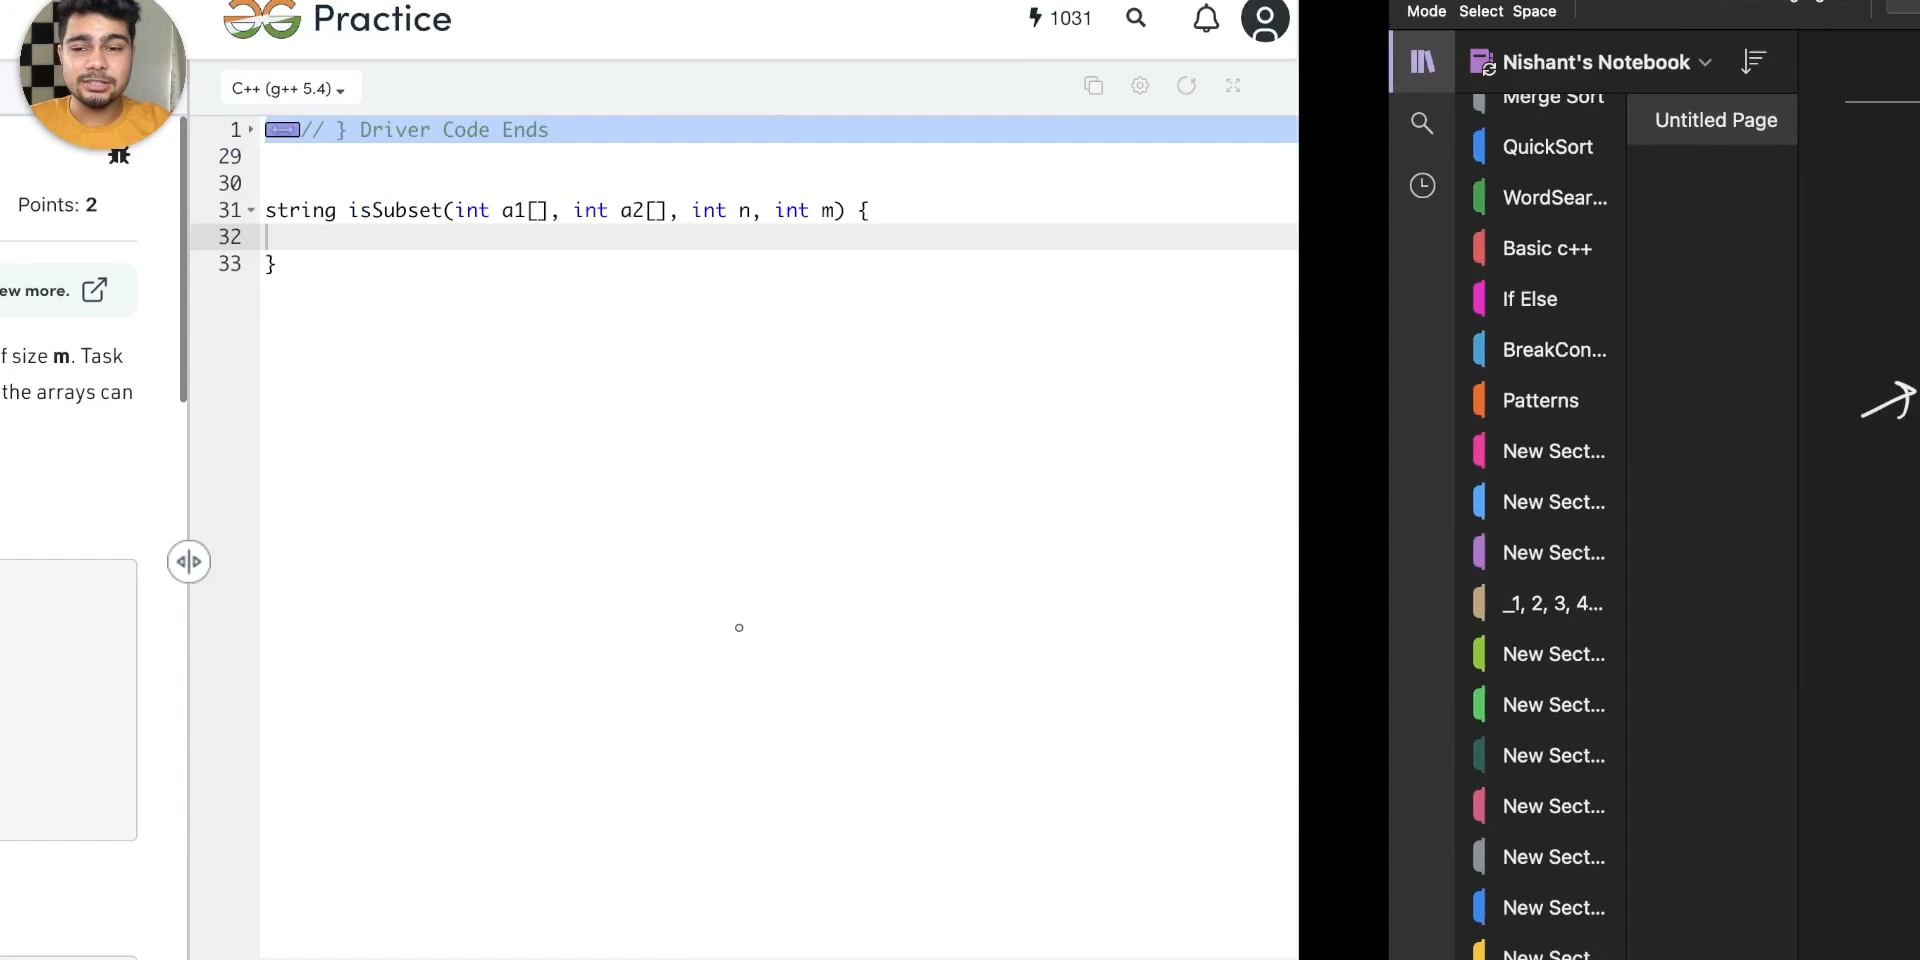 Practice
1031
C++ (g++ 5.4)
Points: 2
ew more.
f size m. Task
the arrays can
1 // } Driver Code Ends
29
30
31 string isSubset(int a1[], int a2[], int n, int m) {
32
33 }
Mode Select Space
Nishant's Notebook
Merge Sort
QuickSort
WordSear...
Basic c++
If Else
BreakCon...
Patterns
New Sect...
New Sect...
New Sect...
_1, 2, 3, 4...
New Sect...
New Sect...
New Sect...
New Sect...
New Sect...
New Sect...
New Sect...
Untitled Page